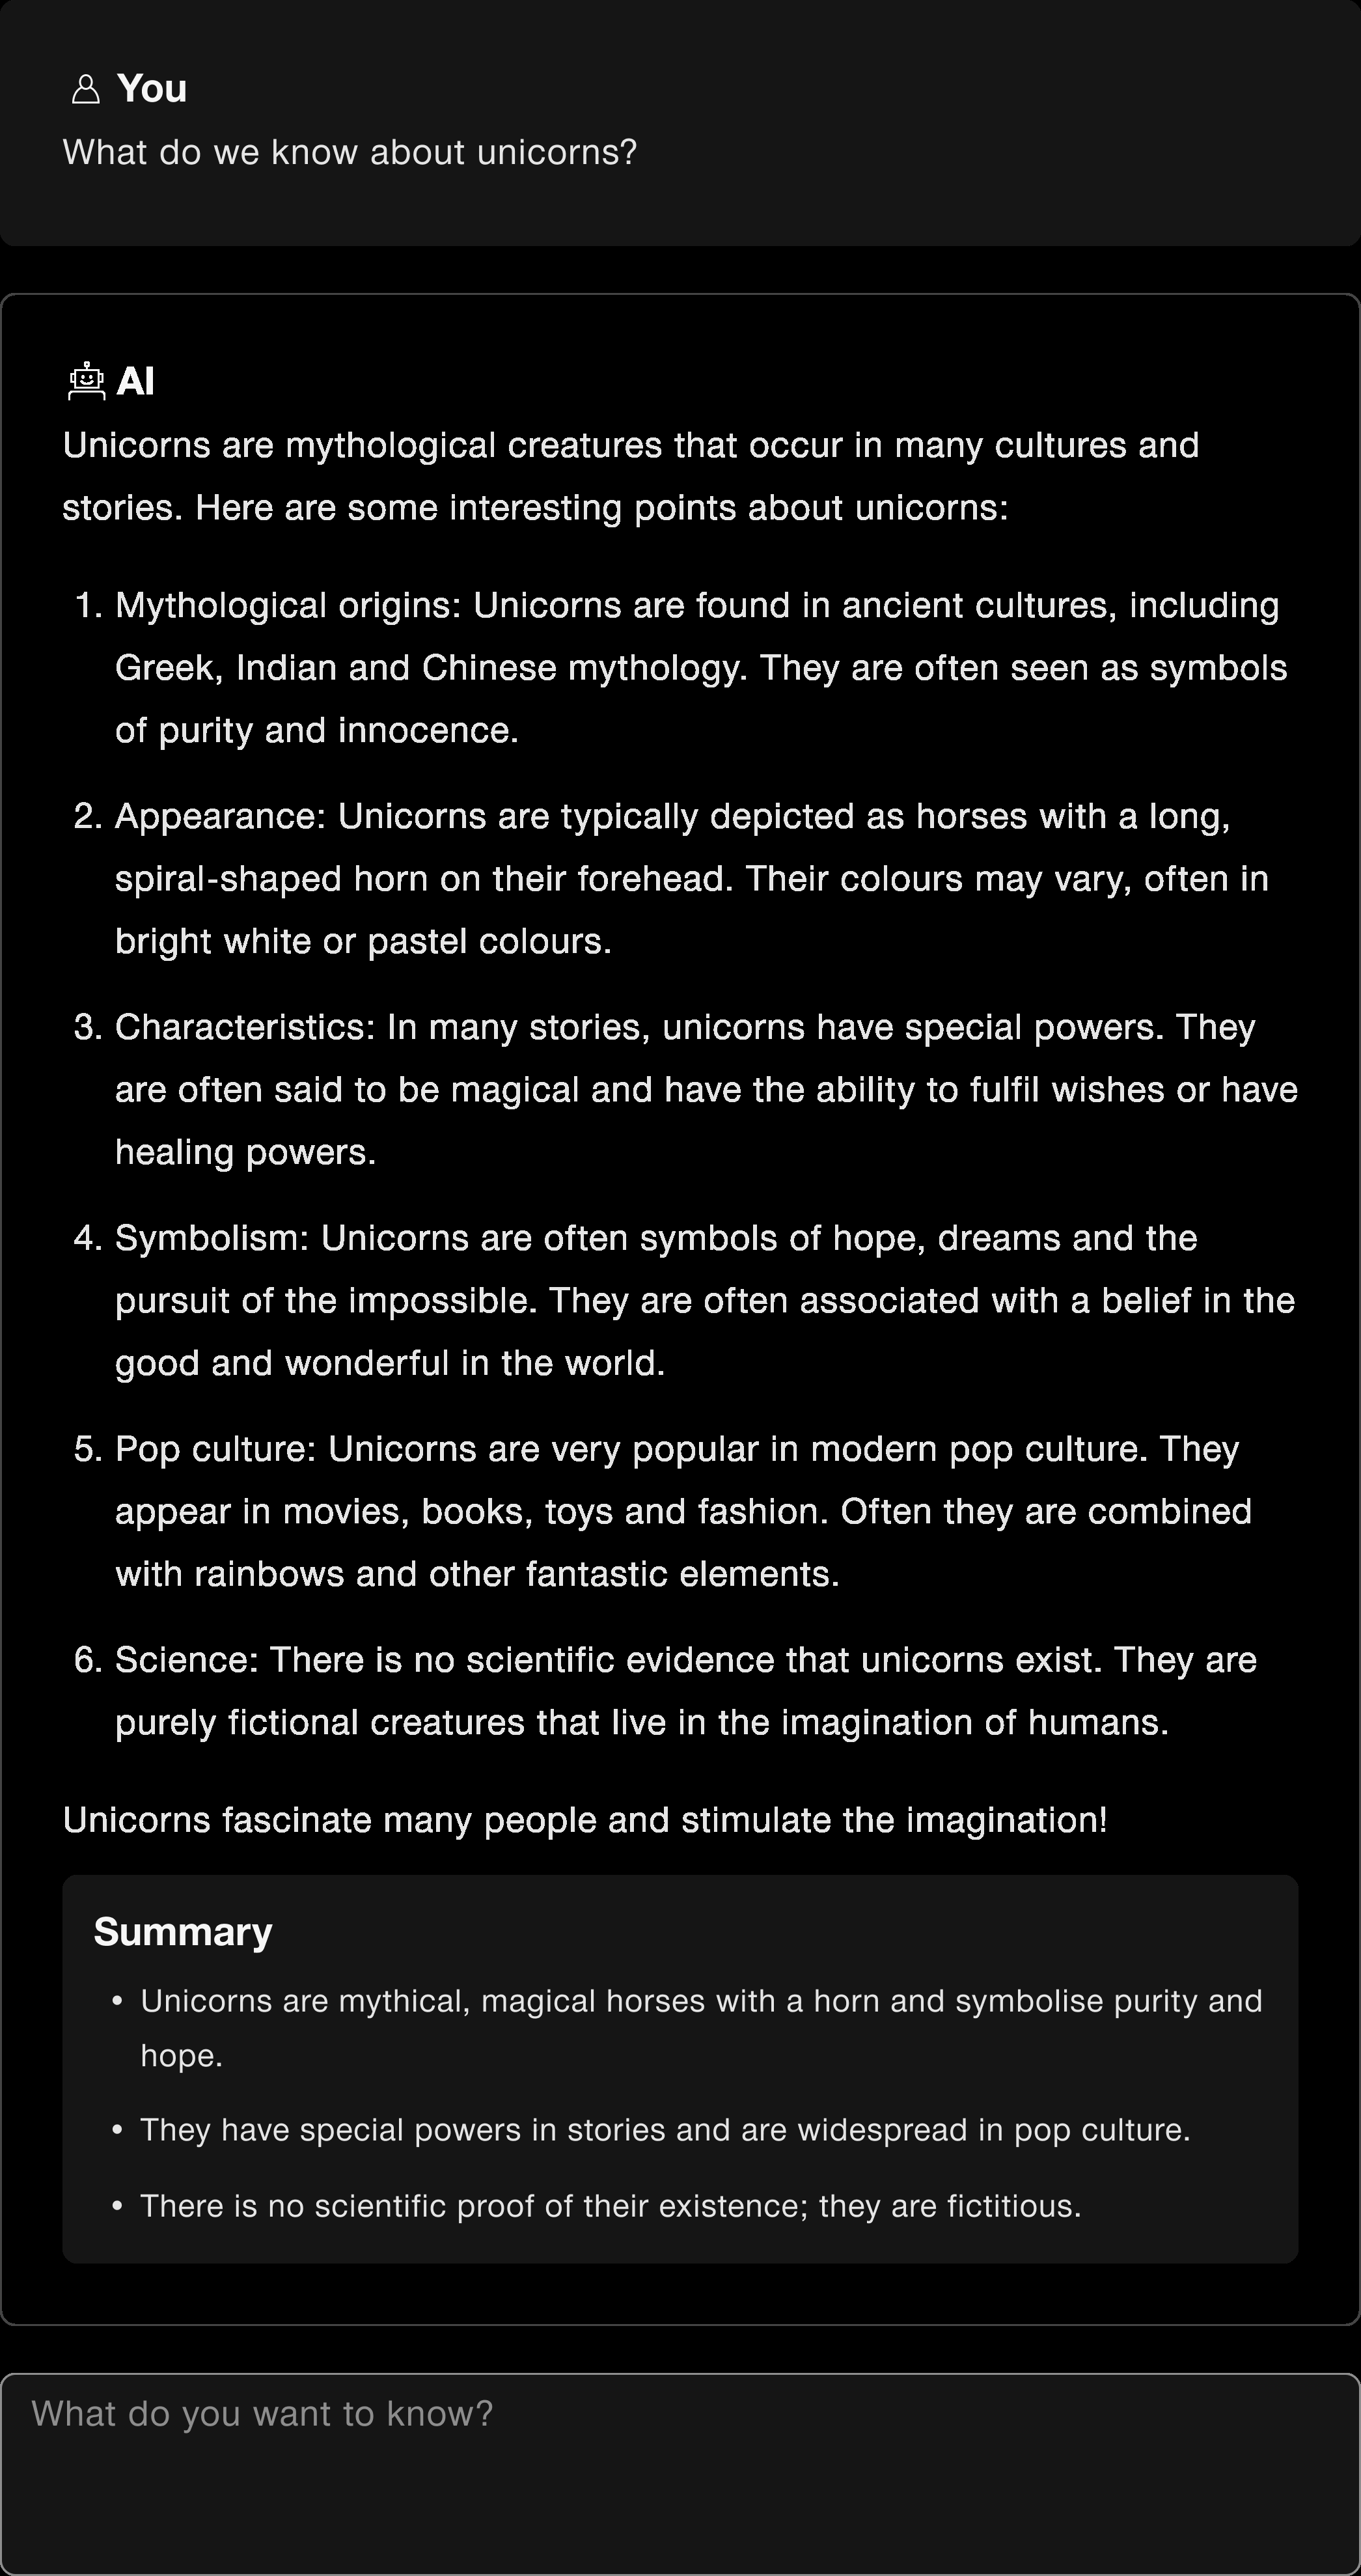 You
What do we know about unicorns?
AI
Unicorns are mythological creatures that occur in many cultures and
stories. Here are some interesting points about unicorns:
1. Mythological origins: Unicorns are found in ancient cultures, including
Greek, Indian and Chinese mythology. They are often seen as symbols
of purity and innocence.
2. Appearance: Unicorns are typically depicted as horses with a long,
spiral-shaped horn on their forehead. Their colours may vary, often in
bright white or pastel colours.
3. Characteristics: In many stories, unicorns have special powers. They
are often said to be magical and have the ability to fulfil wishes or have
healing powers.
4. Symbolism: Unicorns are often symbols of hope, dreams and the
pursuit of the impossible. They are often associated with a belief in the
good and wonderful in the world.
5. Pop culture: Unicorns are very popular in modern pop culture. They
appear in movies, books, toys and fashion. Often they are combined
with rainbows and other fantastic elements.
6. Science: There is no scientific evidence that unicorns exist. They are
purely fictional creatures that live in the imagination of humans.
Unicorns fascinate many people and stimulate the imagination!
Summary
• Unicorns are mythical, magical horses with a horn and symbolise purity and
hope.
• They have special powers in stories and are widespread in pop culture.
• There is no scientific proof of their existence; they are fictitious.
What do you want to know?